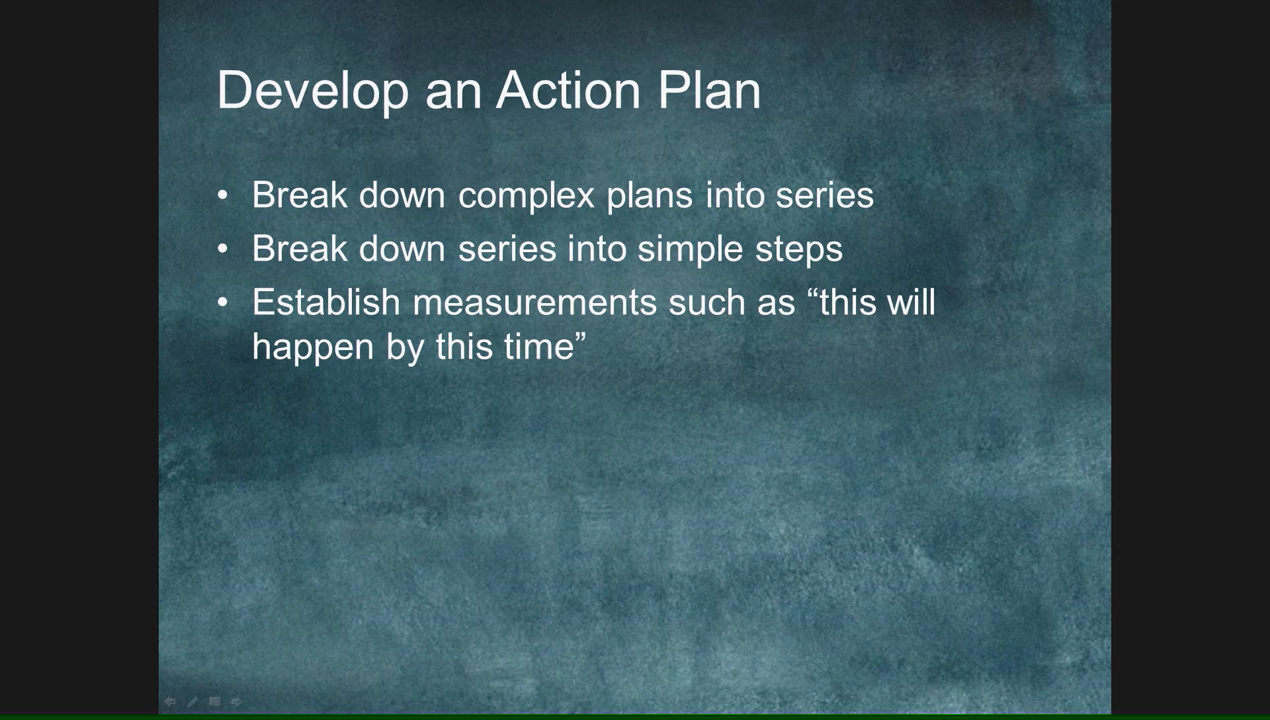 Develop an Action Plan
• Break down complex plans into series
• Break down series into simple steps
• Establish measurements such as “this will
happen by this time”